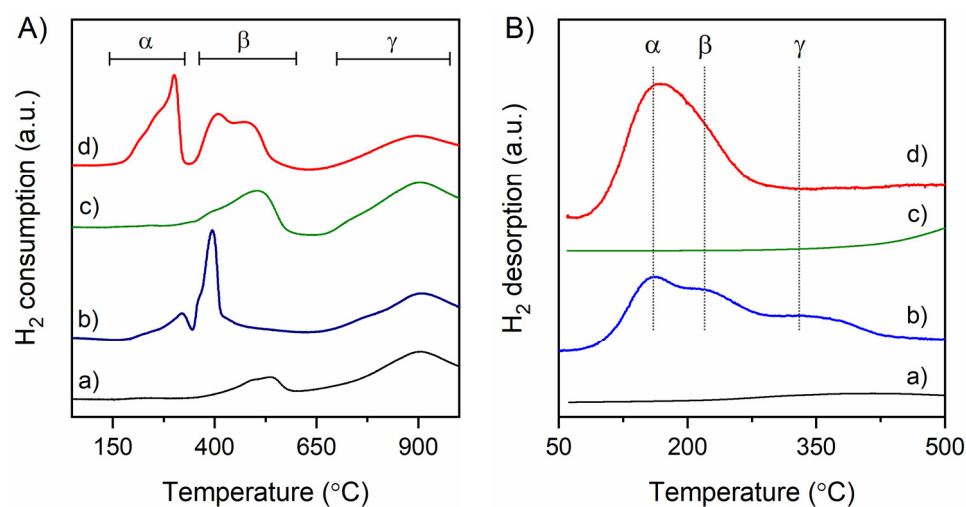 A)
α β γ
d)
c)
b)
a)
H₂ consumption (a.u.)
150 400 650 900
Temperature (°C)
B)
α β γ
d)
c)
b)
a)
H₂ desorption (a.u.)
50 200 350 500
Temperature (°C)